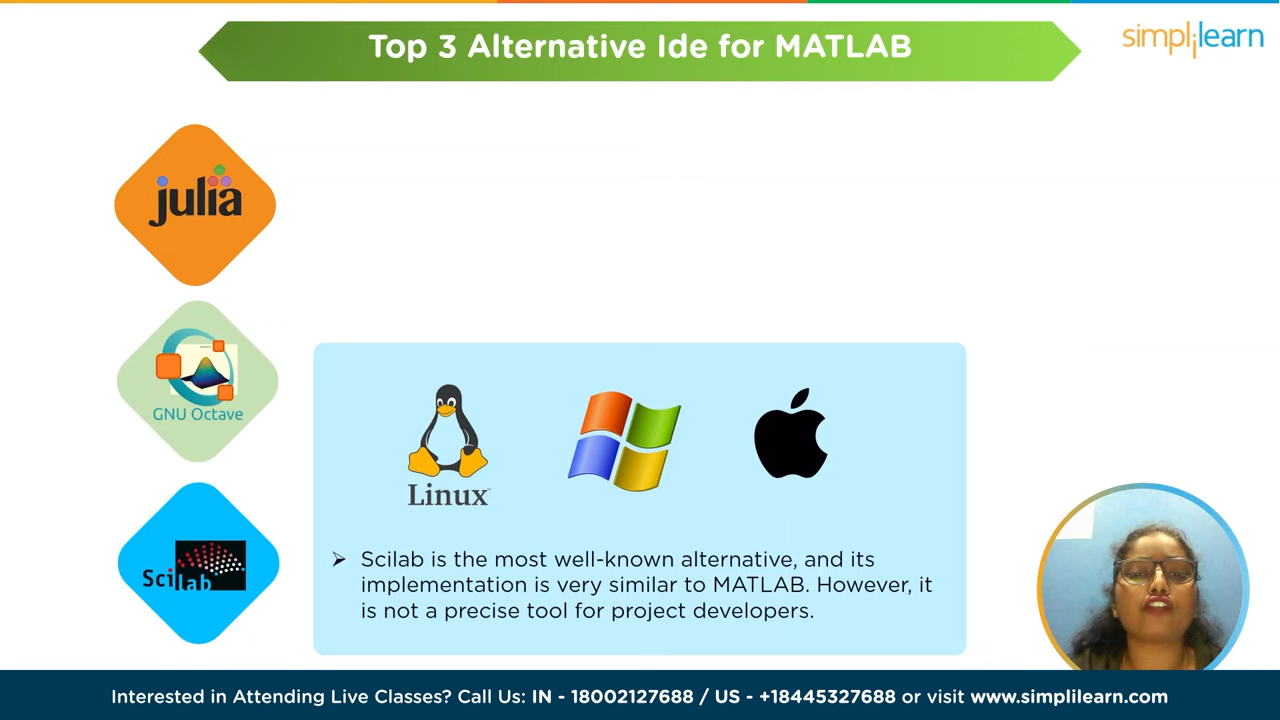 Top 3 Alternative Ide for MATLAB
simplilearn
julia
GNU Octave
Scilab
Linux
➢ Scilab is the most well-known alternative, and its
implementation is very similar to MATLAB. However, it
is not a precise tool for project developers.
Interested in Attending Live Classes? Call Us: IN - 18002127688 / US - +18445327688 or visit www.simplilearn.com